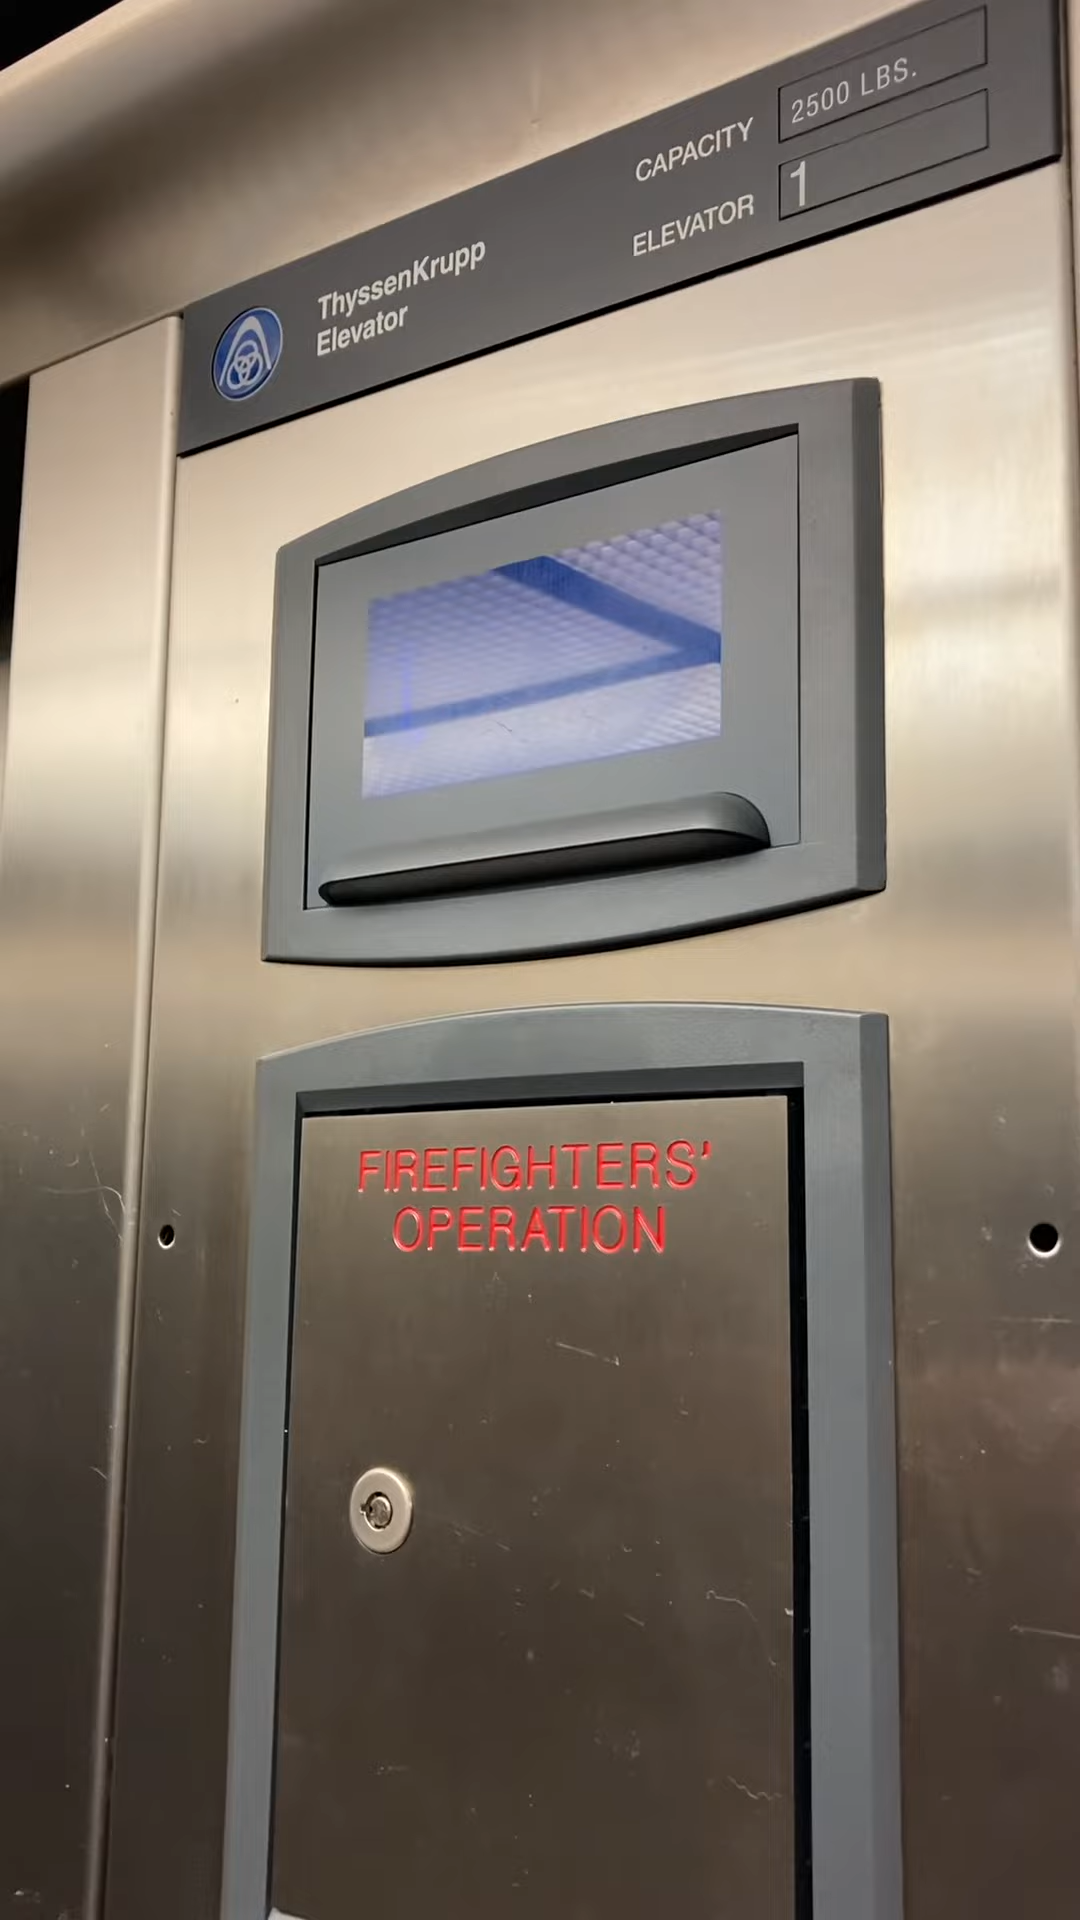 CAPACITY 2500 LBS.
ELEVATOR 1
ThyssenKrupp
Elevator
FIREFIGHTERS'
OPERATION